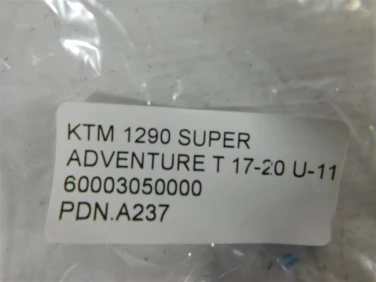 KTM 1290 SUPER
ADVENTURE T 17-20 U-11
60003050000
PDN.A237